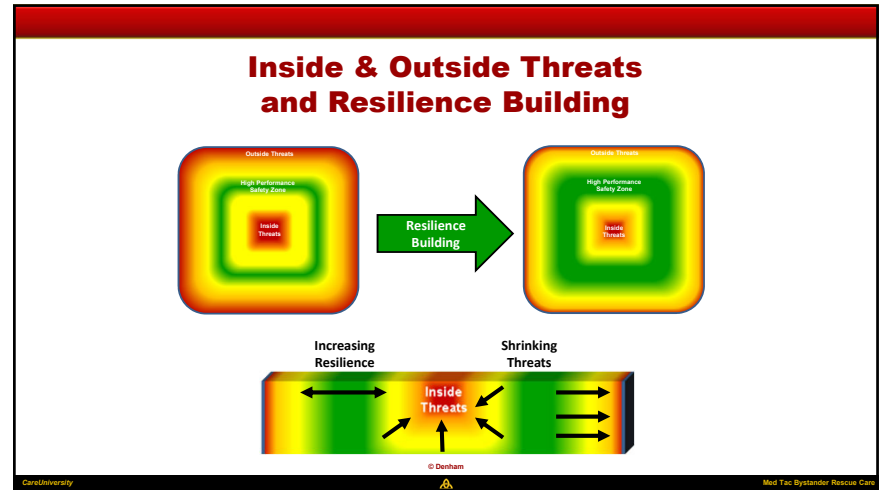 Inside & Outside Threats
and Resilience Building
Outside Threats
High Performance
Safety Zone
Inside
Threats
Resilience
Building
Outside Threats
High Performance
Safety Zone
Inside
Threats
Increasing
Resilience
Shrinking
Threats
Inside
Threats
© Denham
CareUniversity
Med Tac Bystander Rescue Care